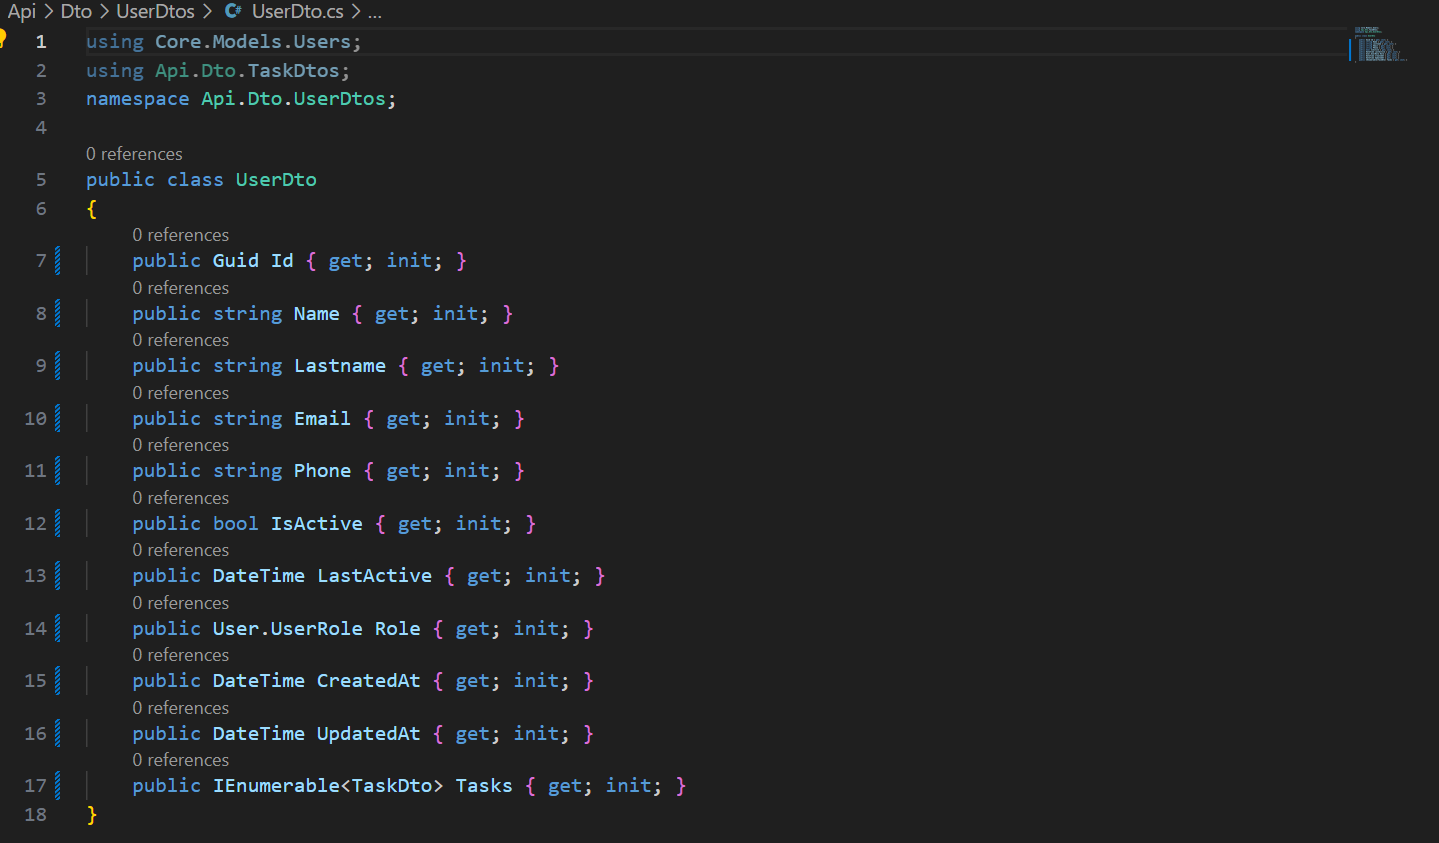 Api > Dto > UserDtos > UserDto.cs > ...
1 using Core.Models.Users;
2 using Api.Dto.TaskDtos;
3 namespace Api.Dto.UserDtos;
4
0 references
5 public class UserDto
6 {
0 references
7 public Guid Id { get; init; }
0 references
8 public string Name { get; init; }
0 references
9 public string Lastname { get; init; }
0 references
10 public string Email { get; init; }
0 references
11 public string Phone { get; init; }
0 references
12 public bool IsActive { get; init; }
0 references
13 public DateTime LastActive { get; init; }
0 references
14 public User.UserRole Role { get; init; }
0 references
15 public DateTime CreatedAt { get; init; }
0 references
16 public DateTime UpdatedAt { get; init; }
0 references
17 public IEnumerable<TaskDto> Tasks { get; init; }
18 }